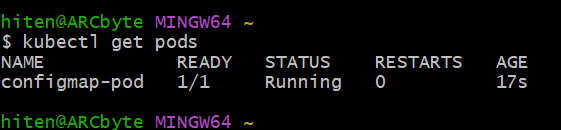 hiten@ARCbyte MINGW64 ~
$ kubectl get pods
NAME            READY   STATUS    RESTARTS   AGE
configmap-pod   1/1     Running   0          17s
hiten@ARCbyte MINGW64 ~